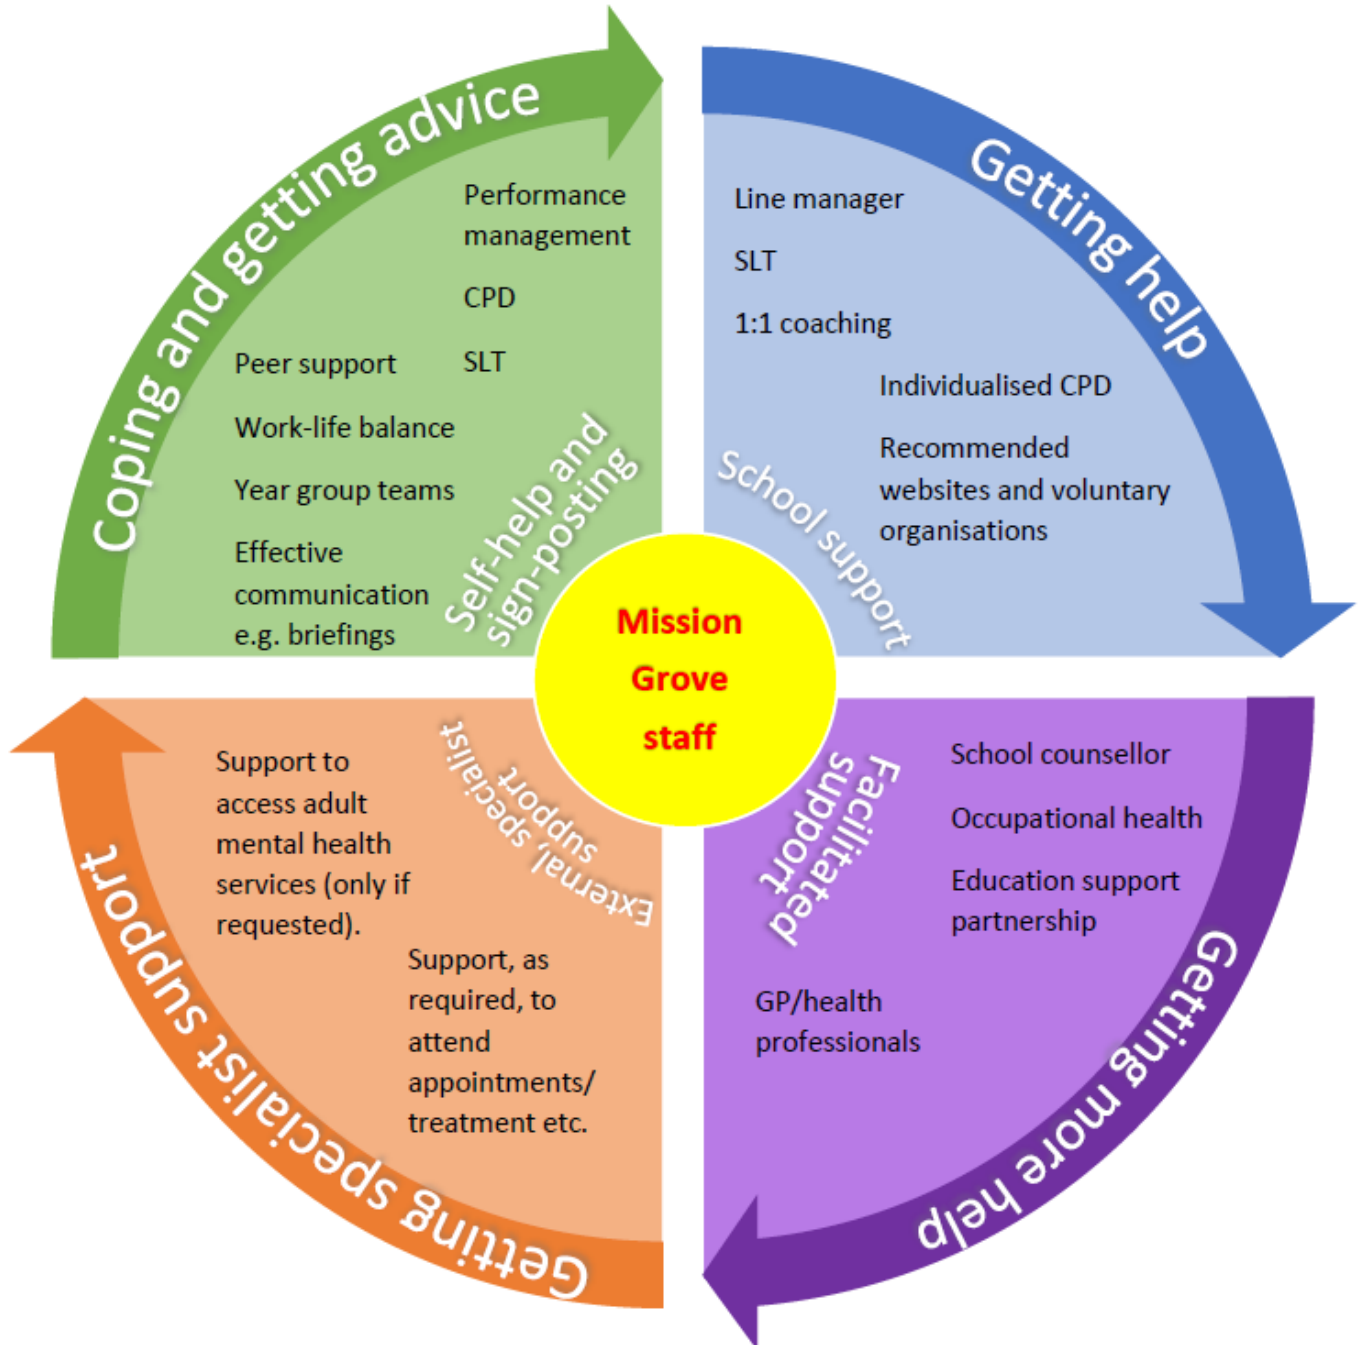 Coping and getting advice
Performance
management
CPD
SLT
Peer support
Work-life balance
Year group teams
Effective
communication
e.g. briefings
Self-help and
sign-posting
Getting help
Line manager
SLT
1:1 coaching
Individualised CPD
Recommended
websites and voluntary
organisations
School support
Mission
Grove
staff
Getting more help
School counsellor
Occupational health
Education support
partnership
GP/health
professionals
Facilitated
support
Getting specialist support
Support to
access adult
mental health
services (only if
requested).
Support, as
required, to
attend
appointments/
treatment etc.
External, specialist
support